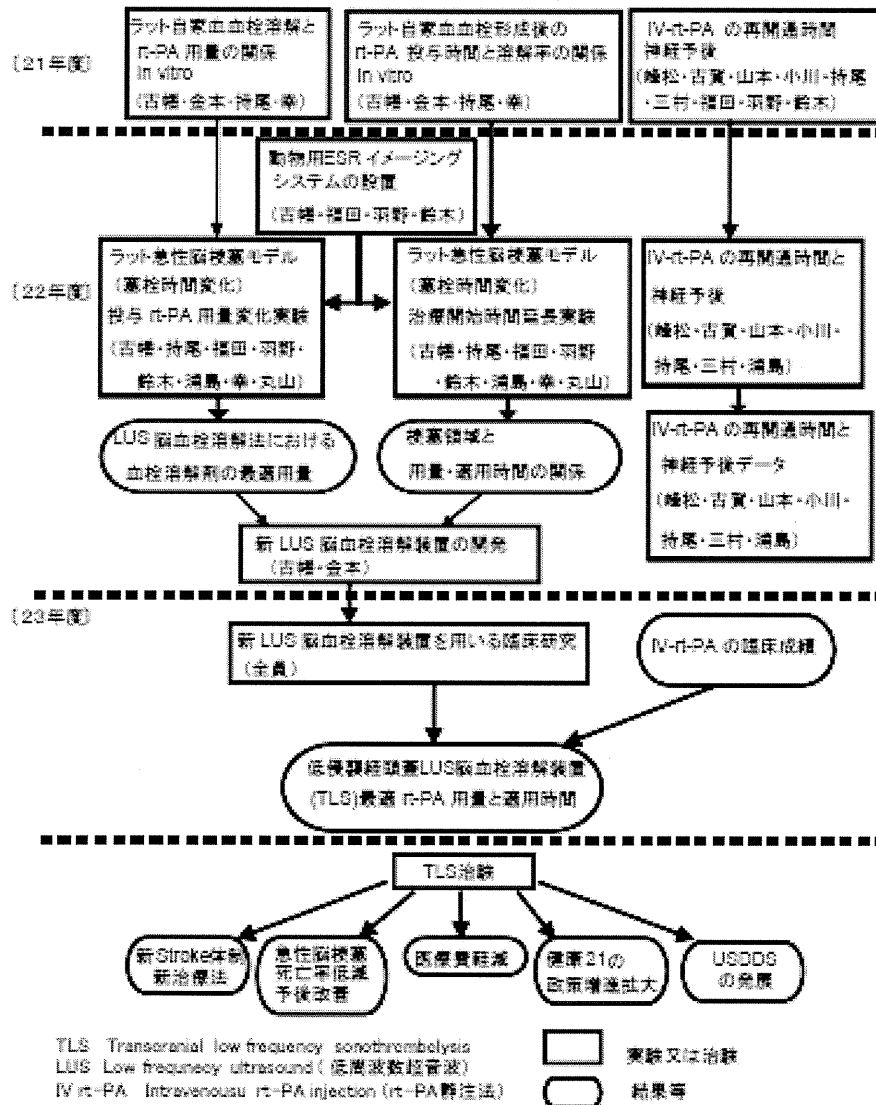 ラット自家血血栓溶解と
rt-PA 用量の関係
In vitro
(古幡・金本・持尾・幸)
ラット自家血血栓形成後の
rt-PA 投与時間と溶解率の関係
In vitro
(古幡・金本・持尾・幸)
IV-rt-PA の再開通時間
神経予後
(峰松・古賀・山本・小川・持尾
・三村・福田・羽野・鈴木)
[21年度]
動物用ESR イメージング
システムの設置
(古幡・福田・羽野・鈴木)
[22年度]
ラット急性脳梗塞モデル
(塞栓時間変化)
投与 rt-PA 用量変化実験
(古幡・持尾・福田・羽野・
鈴木・浦島・幸・丸山)
ラット急性脳梗塞モデル
(塞栓時間変化)
治療開始時間延長実験
(古幡・持尾・福田・羽野
・鈴木・浦島・幸・丸山)
IV-rt-PA の再開通時間と
神経予後
(峰松・古賀・山本・小川・
持尾・三村・浦島)
LUS 脳血栓溶解法における
血栓溶解剤の最適用量
梗塞領域と
用量・適用時間の関係
IV-rt-PA の再開通時間と
神経予後データ
(峰松・古賀・山本・小川・
持尾・三村・浦島)
新 LUS 脳血栓溶解装置の開発
(古幡・金本)
[23年度]
新 LUS 脳血栓溶解装置を用いる臨床研究
(全員)
IV-rt-PA の臨床成績
低侵襲経頭蓋LUS脳血栓溶解装置
(TLS)最適 rt-PA 用量と適用時間
TLS治験
新Stroke体制
新治療法
急性脳梗塞
死亡率低減
予後改善
医療費軽減
健康21の
政策増進拡大
USDDS
の発展
TLS Transcranial low frequency sonothrombolysis
LUS Low frequnecy ultrasound ( 低周波数超音波)
IV rt-PA Intravenousu rt-PA injection (rt-PA静注法)
実験又は治験
結果等